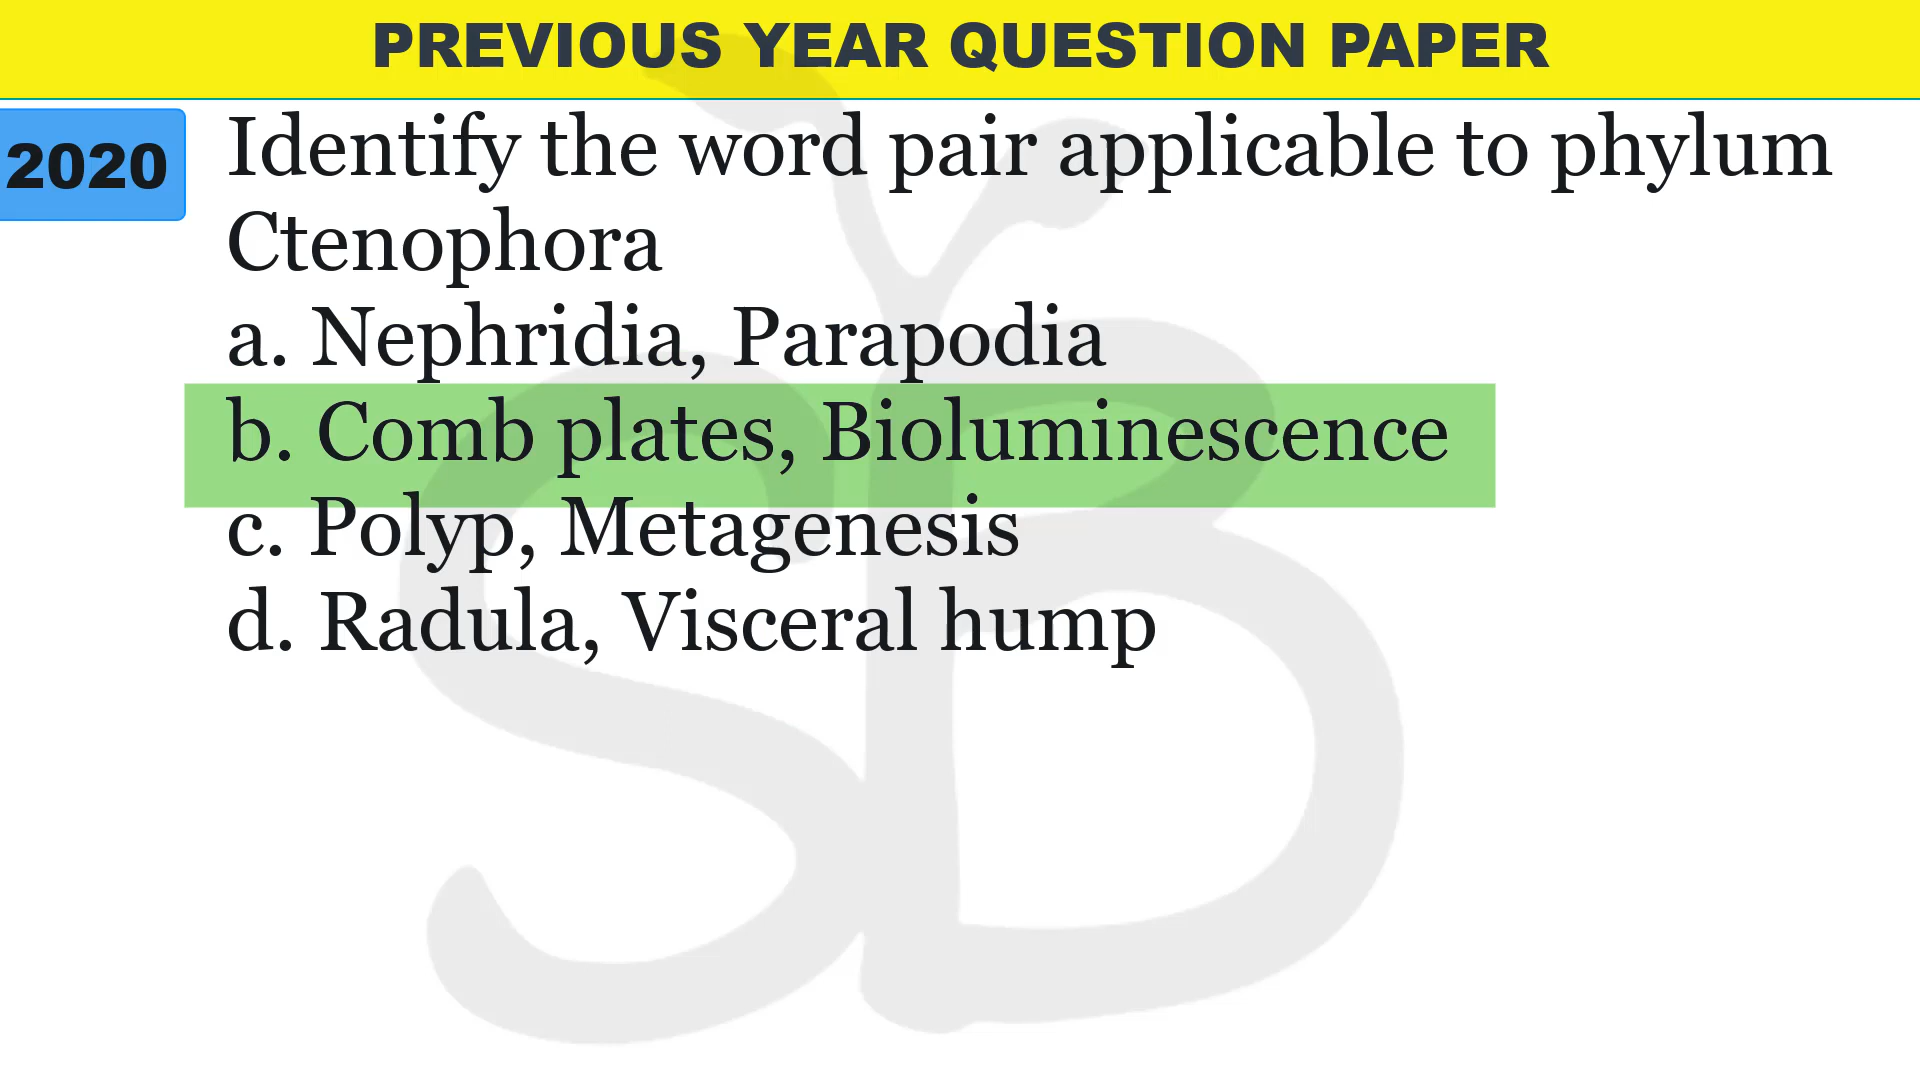 PREVIOUS YEAR QUESTION PAPER
2020
Identify the word pair applicable to phylum
Ctenophora
a. Nephridia, Parapodia
b. Comb plates, Bioluminescence
c. Polyp, Metagenesis
d. Radula, Visceral hump
SB